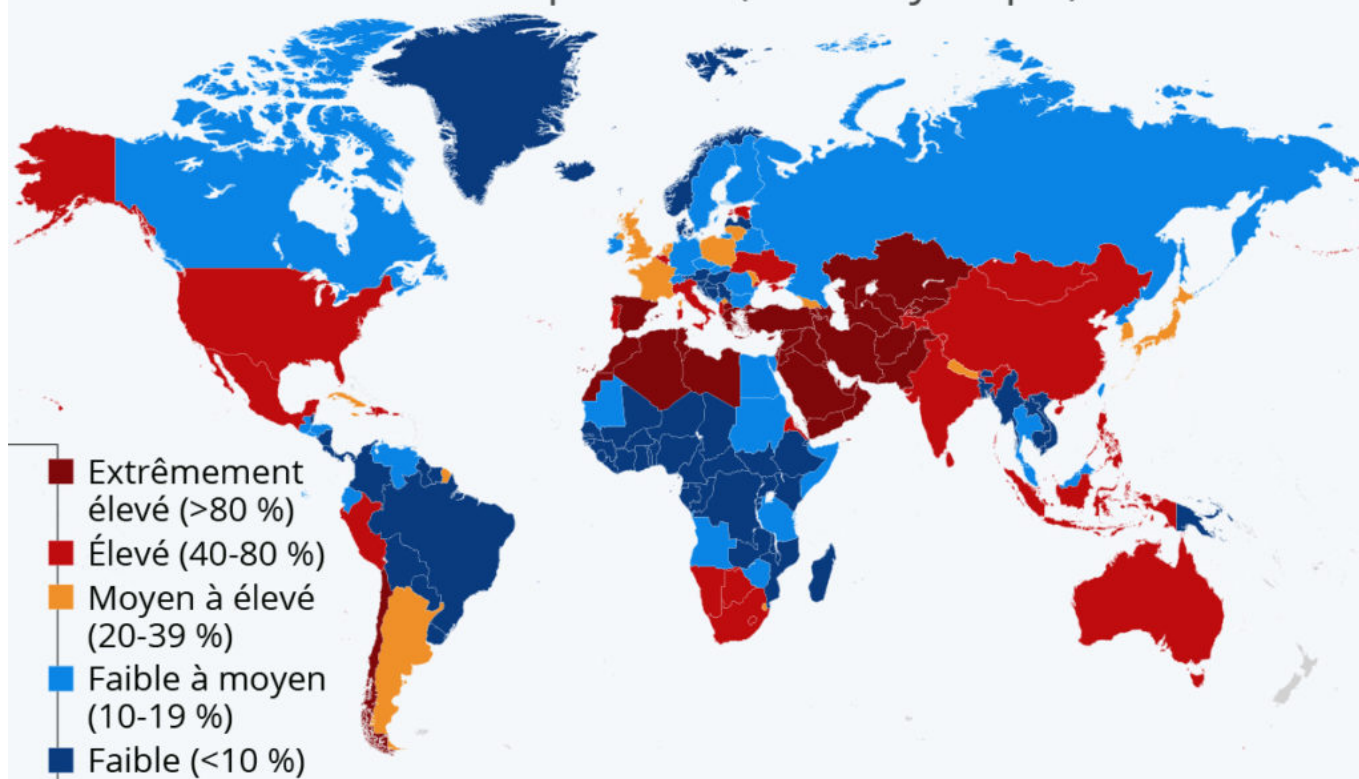 Extrêmement
élevé (>80 %)
Élevé (40-80 %)
Moyen à élevé
(20-39 %)
Faible à moyen
(10-19 %)
Faible (<10 %)